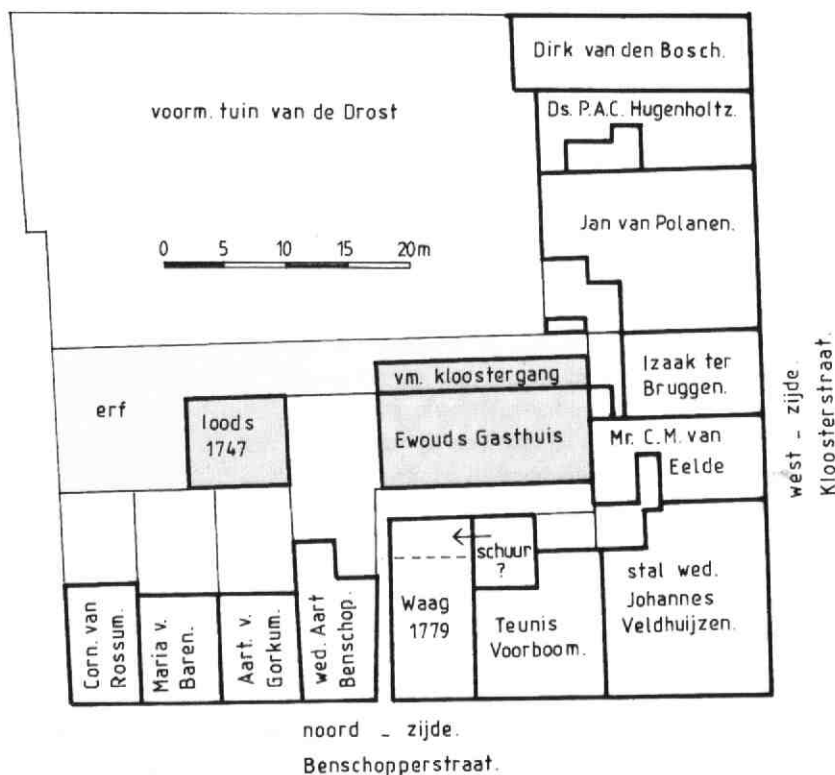 Dirk van den Bosch.
voorm. tuin van de Drost
Ds. P.A.C. Hugenholtz.
Jan van Polanen.
0 5 10 15 20m
Izaak ter
Bruggen.
vm. kloostergang
erf
loods
1747
Ewouds Gasthuis
Mr. C.M. van
Eelde
west - zijde.
Kloosterstraat.
schuur
?
Waag
1779
Teunis
Voorboom.
stal wed.
Johannes
Veldhuijzen.
Corn. van
Rossum.
Maria v.
Baren.
Aart. v.
Gorkum.
wed. Aart
Benschop.
noord - zijde.
Benschopperstraat.